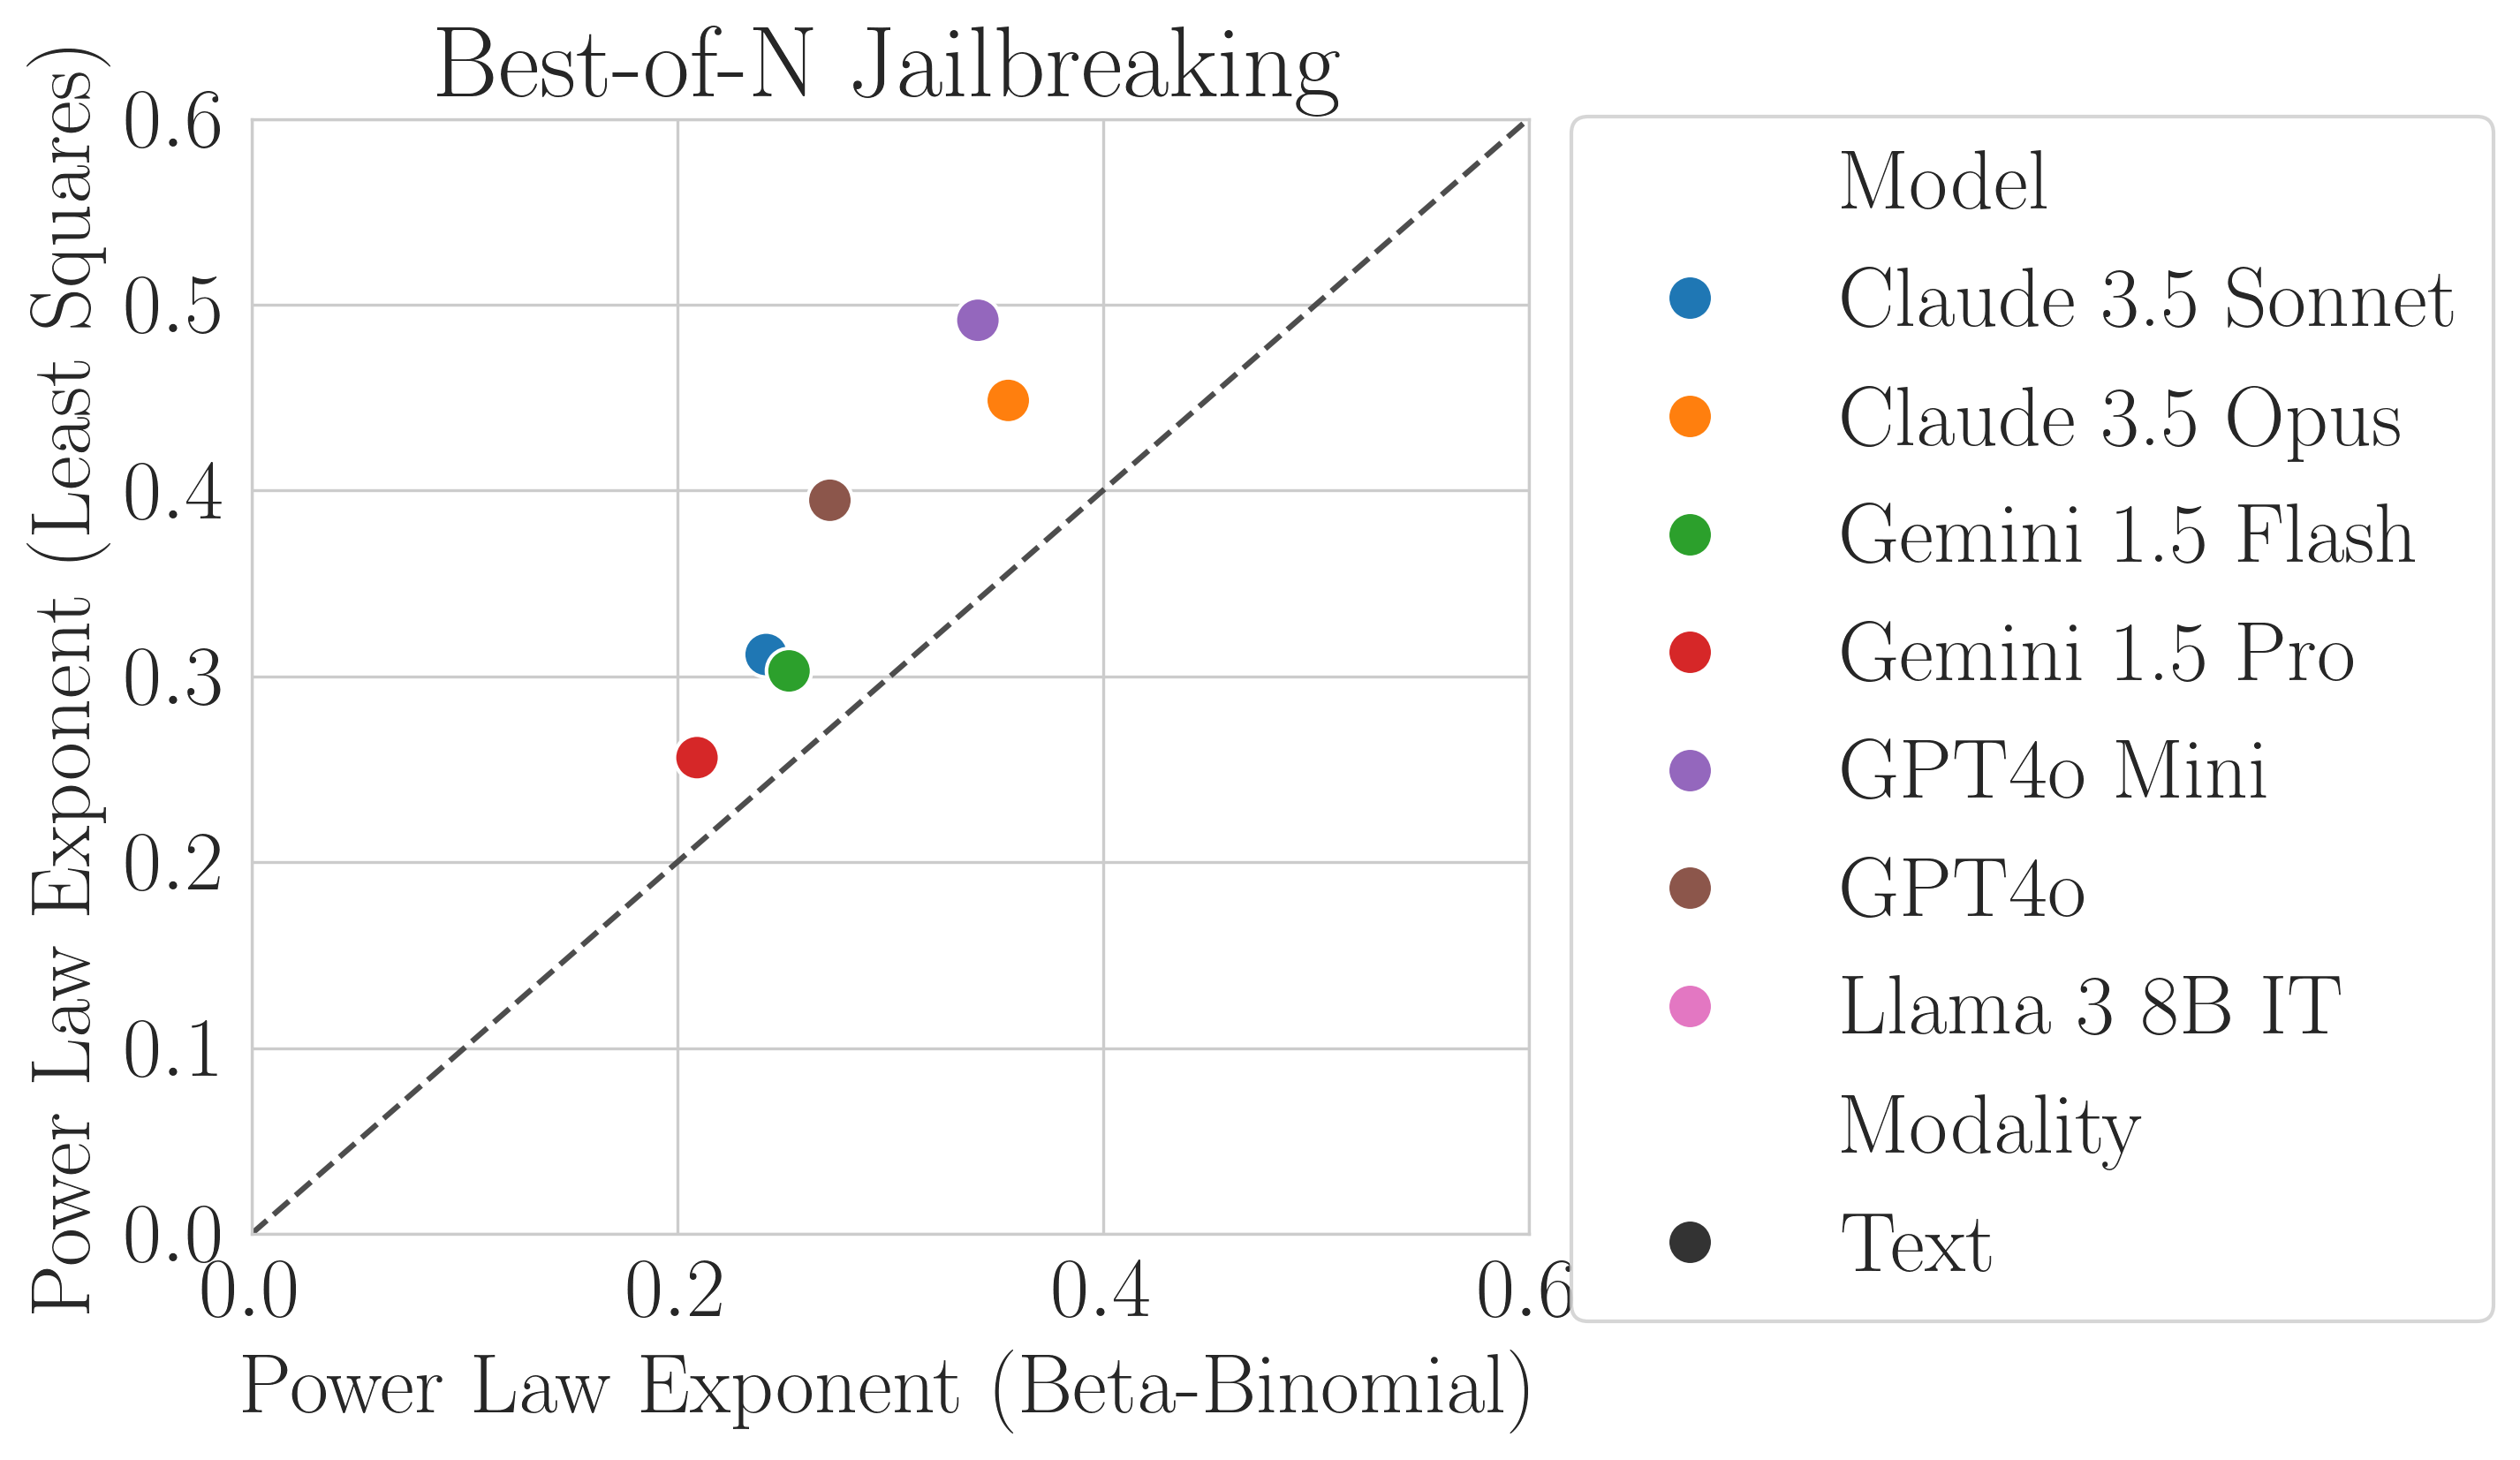 Best-of-N Jailbreaking
Power Law Exponent (Least Squares)
0.6
0.5
0.4
0.3
0.2
0.1
0.0
0.0
0.2
0.4
0.6
Power Law Exponent (Beta-Binomial)
Model
Claude 3.5 Sonnet
Claude 3.5 Opus
Gemini 1.5 Flash
Gemini 1.5 Pro
GPT4o Mini
GPT4o
Llama 3 8B IT
Modality
Text